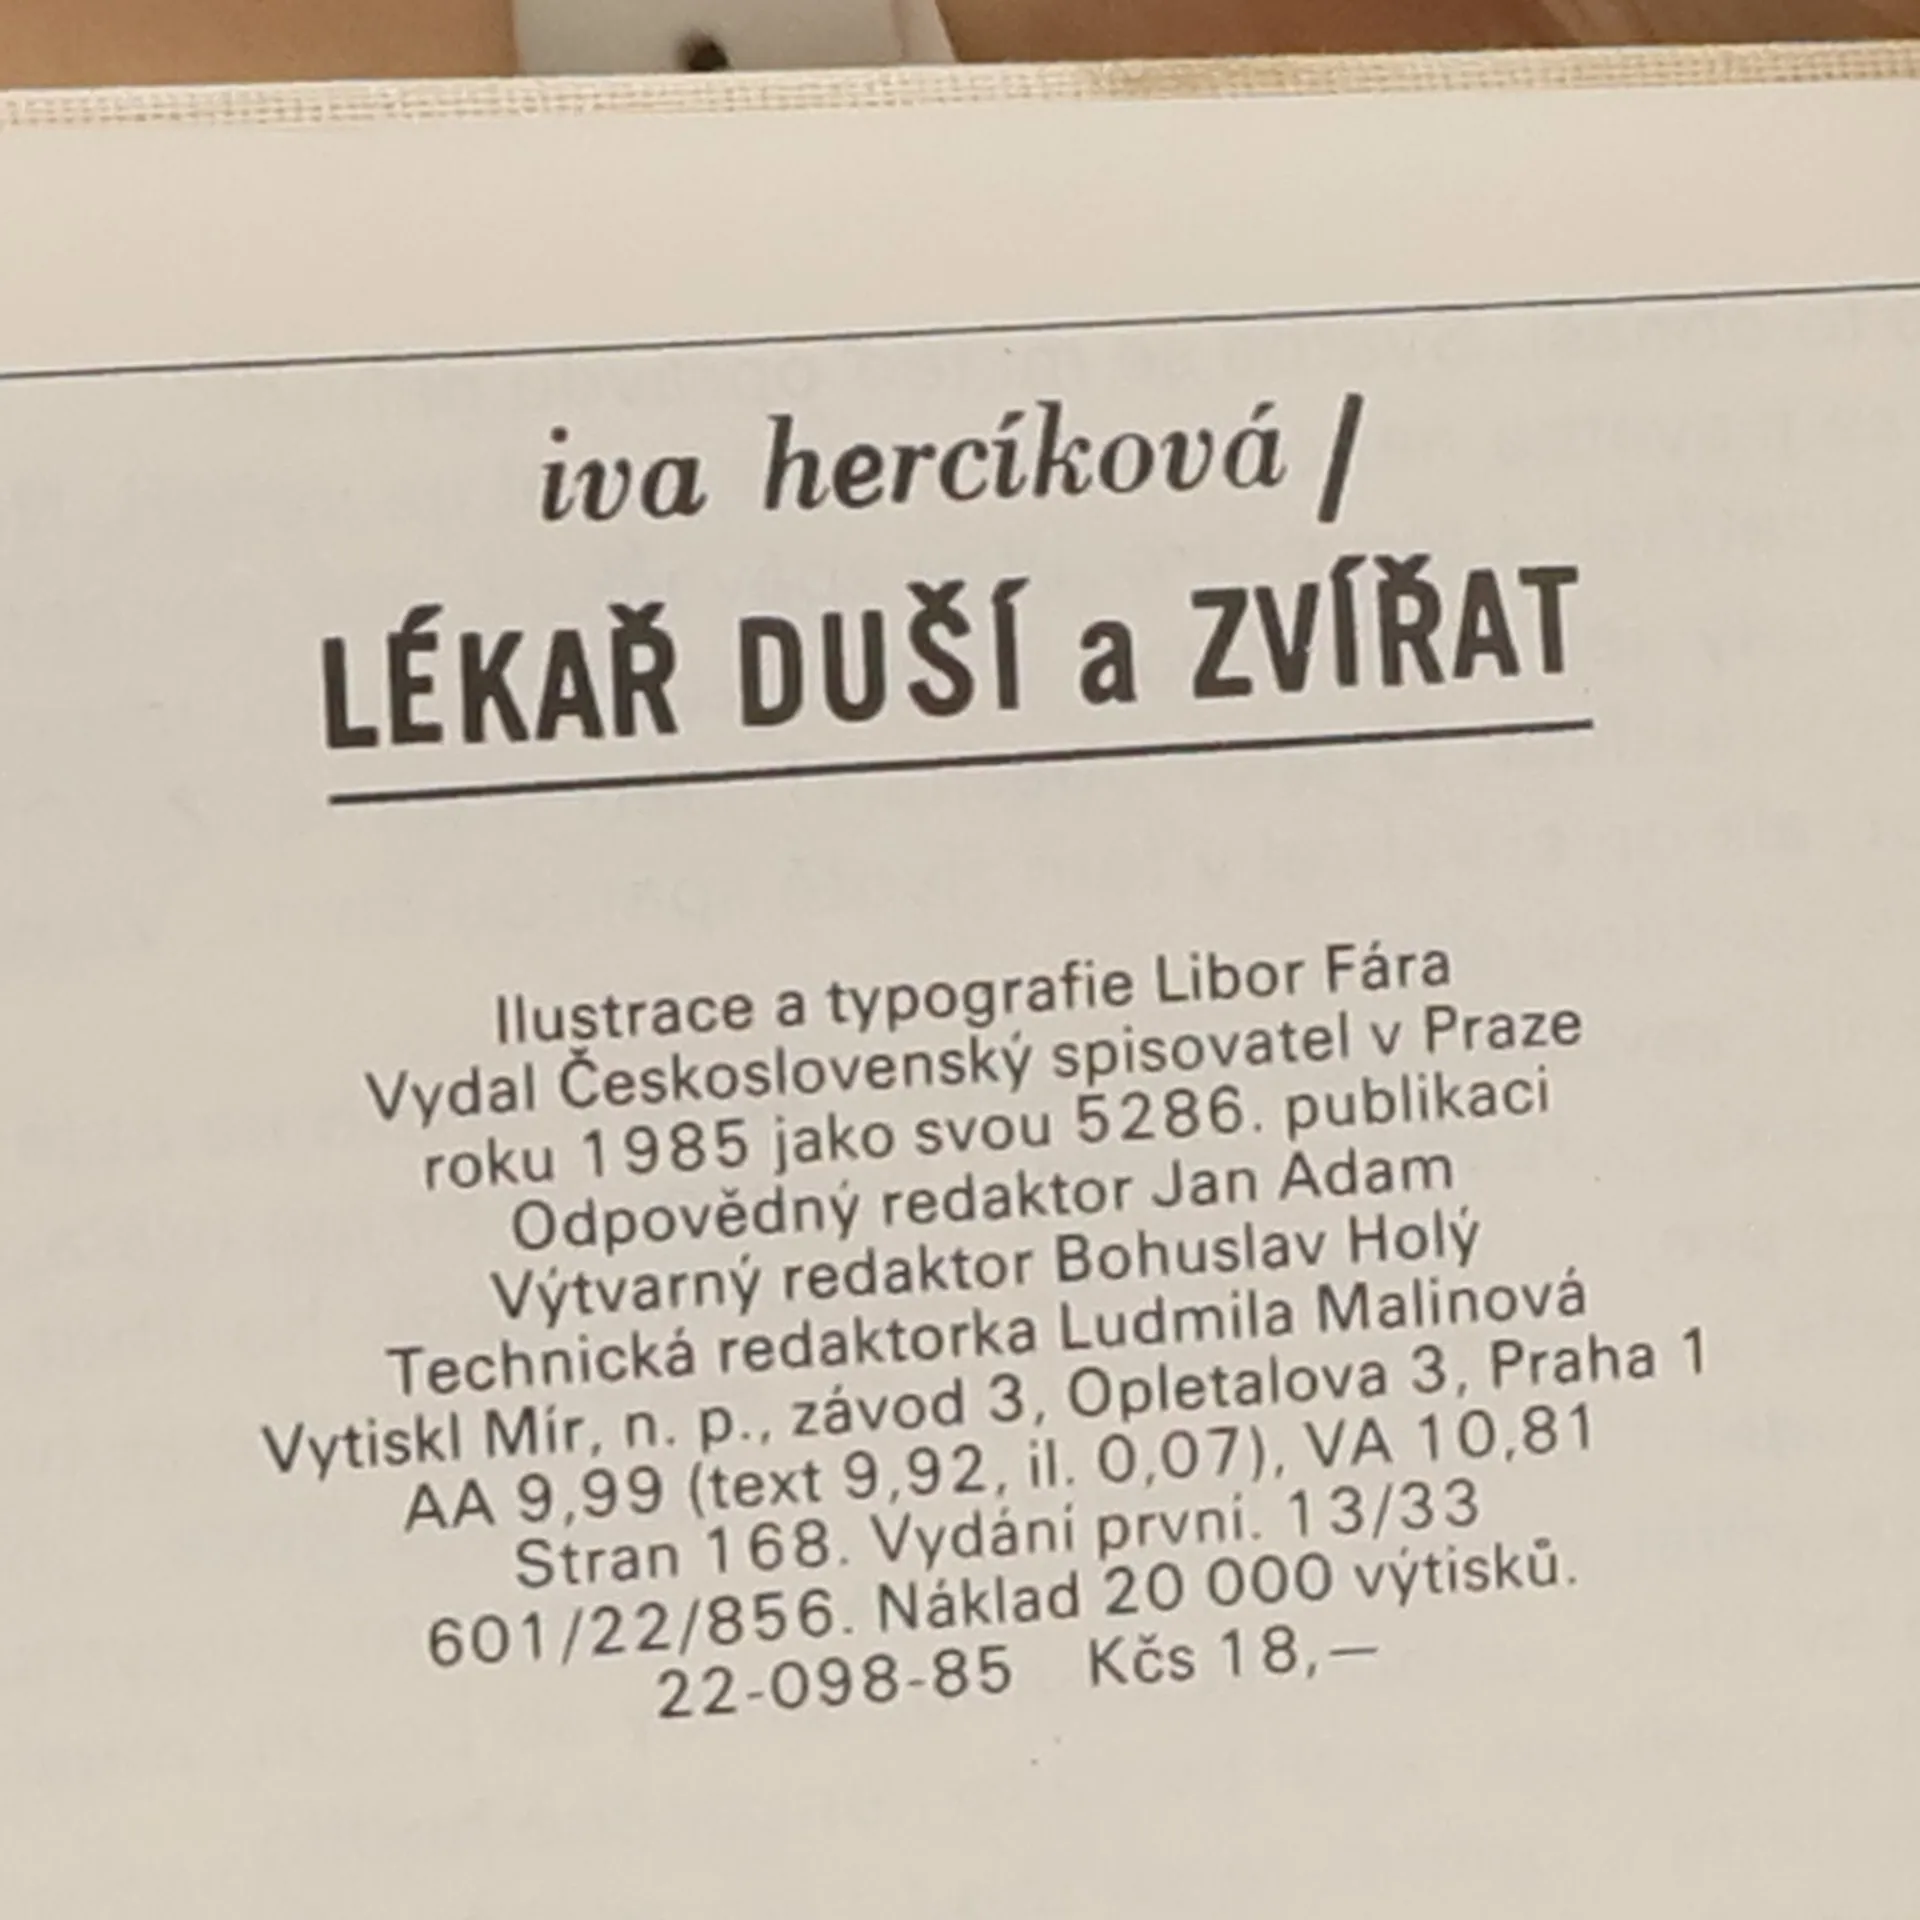 iva hercíková /
LÉKAŘ DUŠÍ a ZVÍŘAT
Ilustrace a typografie Libor Fára
Vydal Československý spisovatel v Praze
roku 1985 jako svou 5286. publikaci
Odpovědný redaktor Jan Adam
Výtvarný redaktor Bohuslav Holý
Technická redaktorka Ludmila Malinová
Vytiskl Mír, n. p., závod 3, Opletalova 3, Praha 1
AA 9,99 (text 9,92, il. 0,07), VA 10,81
Stran 168. Vydání první. 13/33
601/22/856. Náklad 20 000 výtisků.
22-098-85 Kčs 18,—